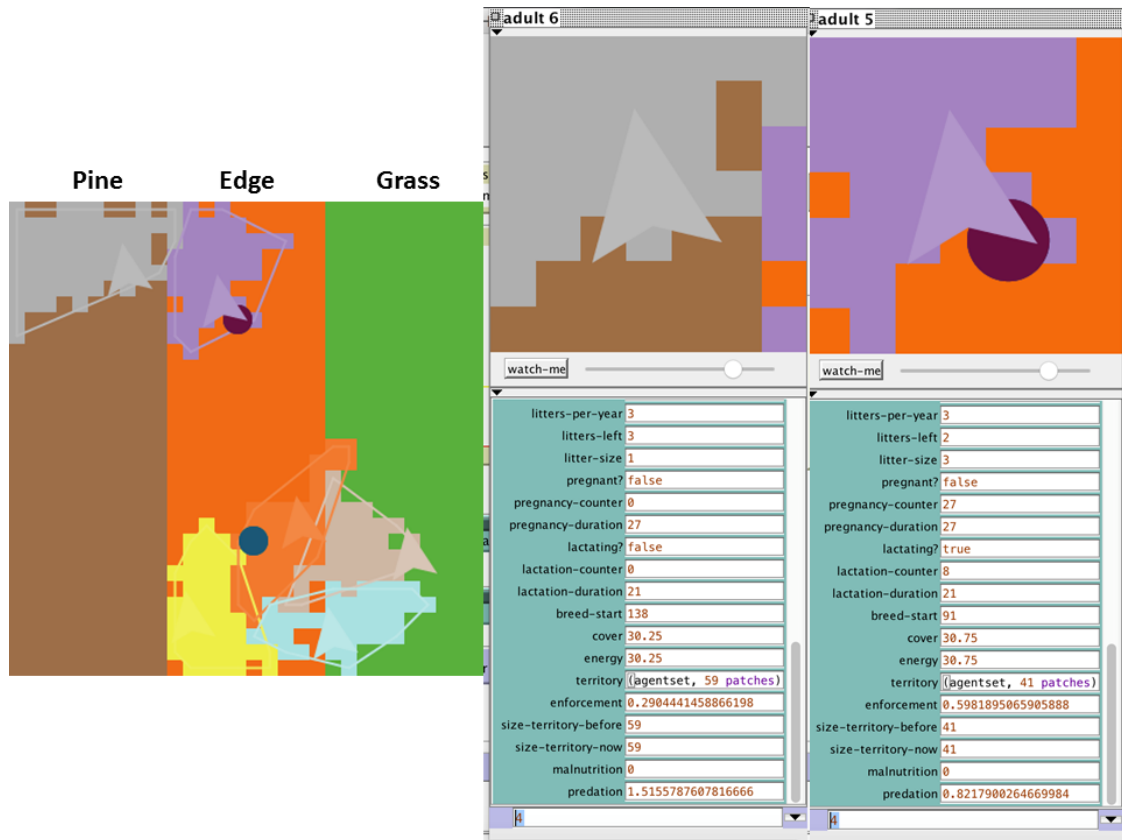 Pine
Edge
Grass
adult 6
watch-me
litters-per-year 3
litters-left 3
litter-size 1
pregnant? false
pregnancy-counter 0
pregnancy-duration 27
lactating? false
lactation-counter 0
lactation-duration 21
breed-start 138
cover 30.25
energy 30.25
territory (agentset, 59 patches)
enforcement 0.2904441458866198
size-territory-before 59
size-territory-now 59
malnutrition 0
predation 1.5155787607816666
4
adult 5
watch-me
litters-per-year 3
litters-left 2
litter-size 3
pregnant? false
pregnancy-counter 27
pregnancy-duration 27
lactating? true
lactation-counter 8
lactation-duration 21
breed-start 91
cover 30.75
energy 30.75
territory (agentset, 41 patches)
enforcement 0.5981895065905888
size-territory-before 41
size-territory-now 41
malnutrition 0
predation 0.8217900264669984
4